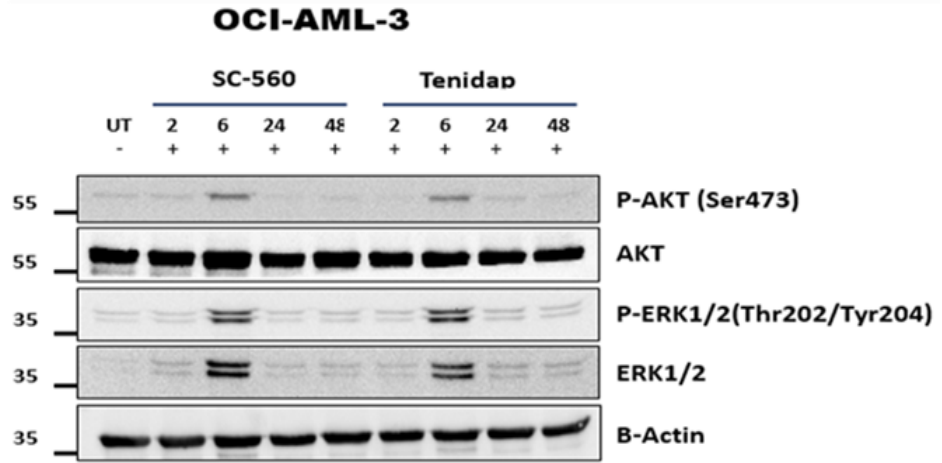 OCI-AML-3
SC-560 Tenidap
UT 2 6 24 48 2 6 24 48
- + + + + + + + +
55 P-AKT (Ser473)
55 AKT
35 P-ERK1/2(Thr202/Tyr204)
35 ERK1/2
35 B-Actin